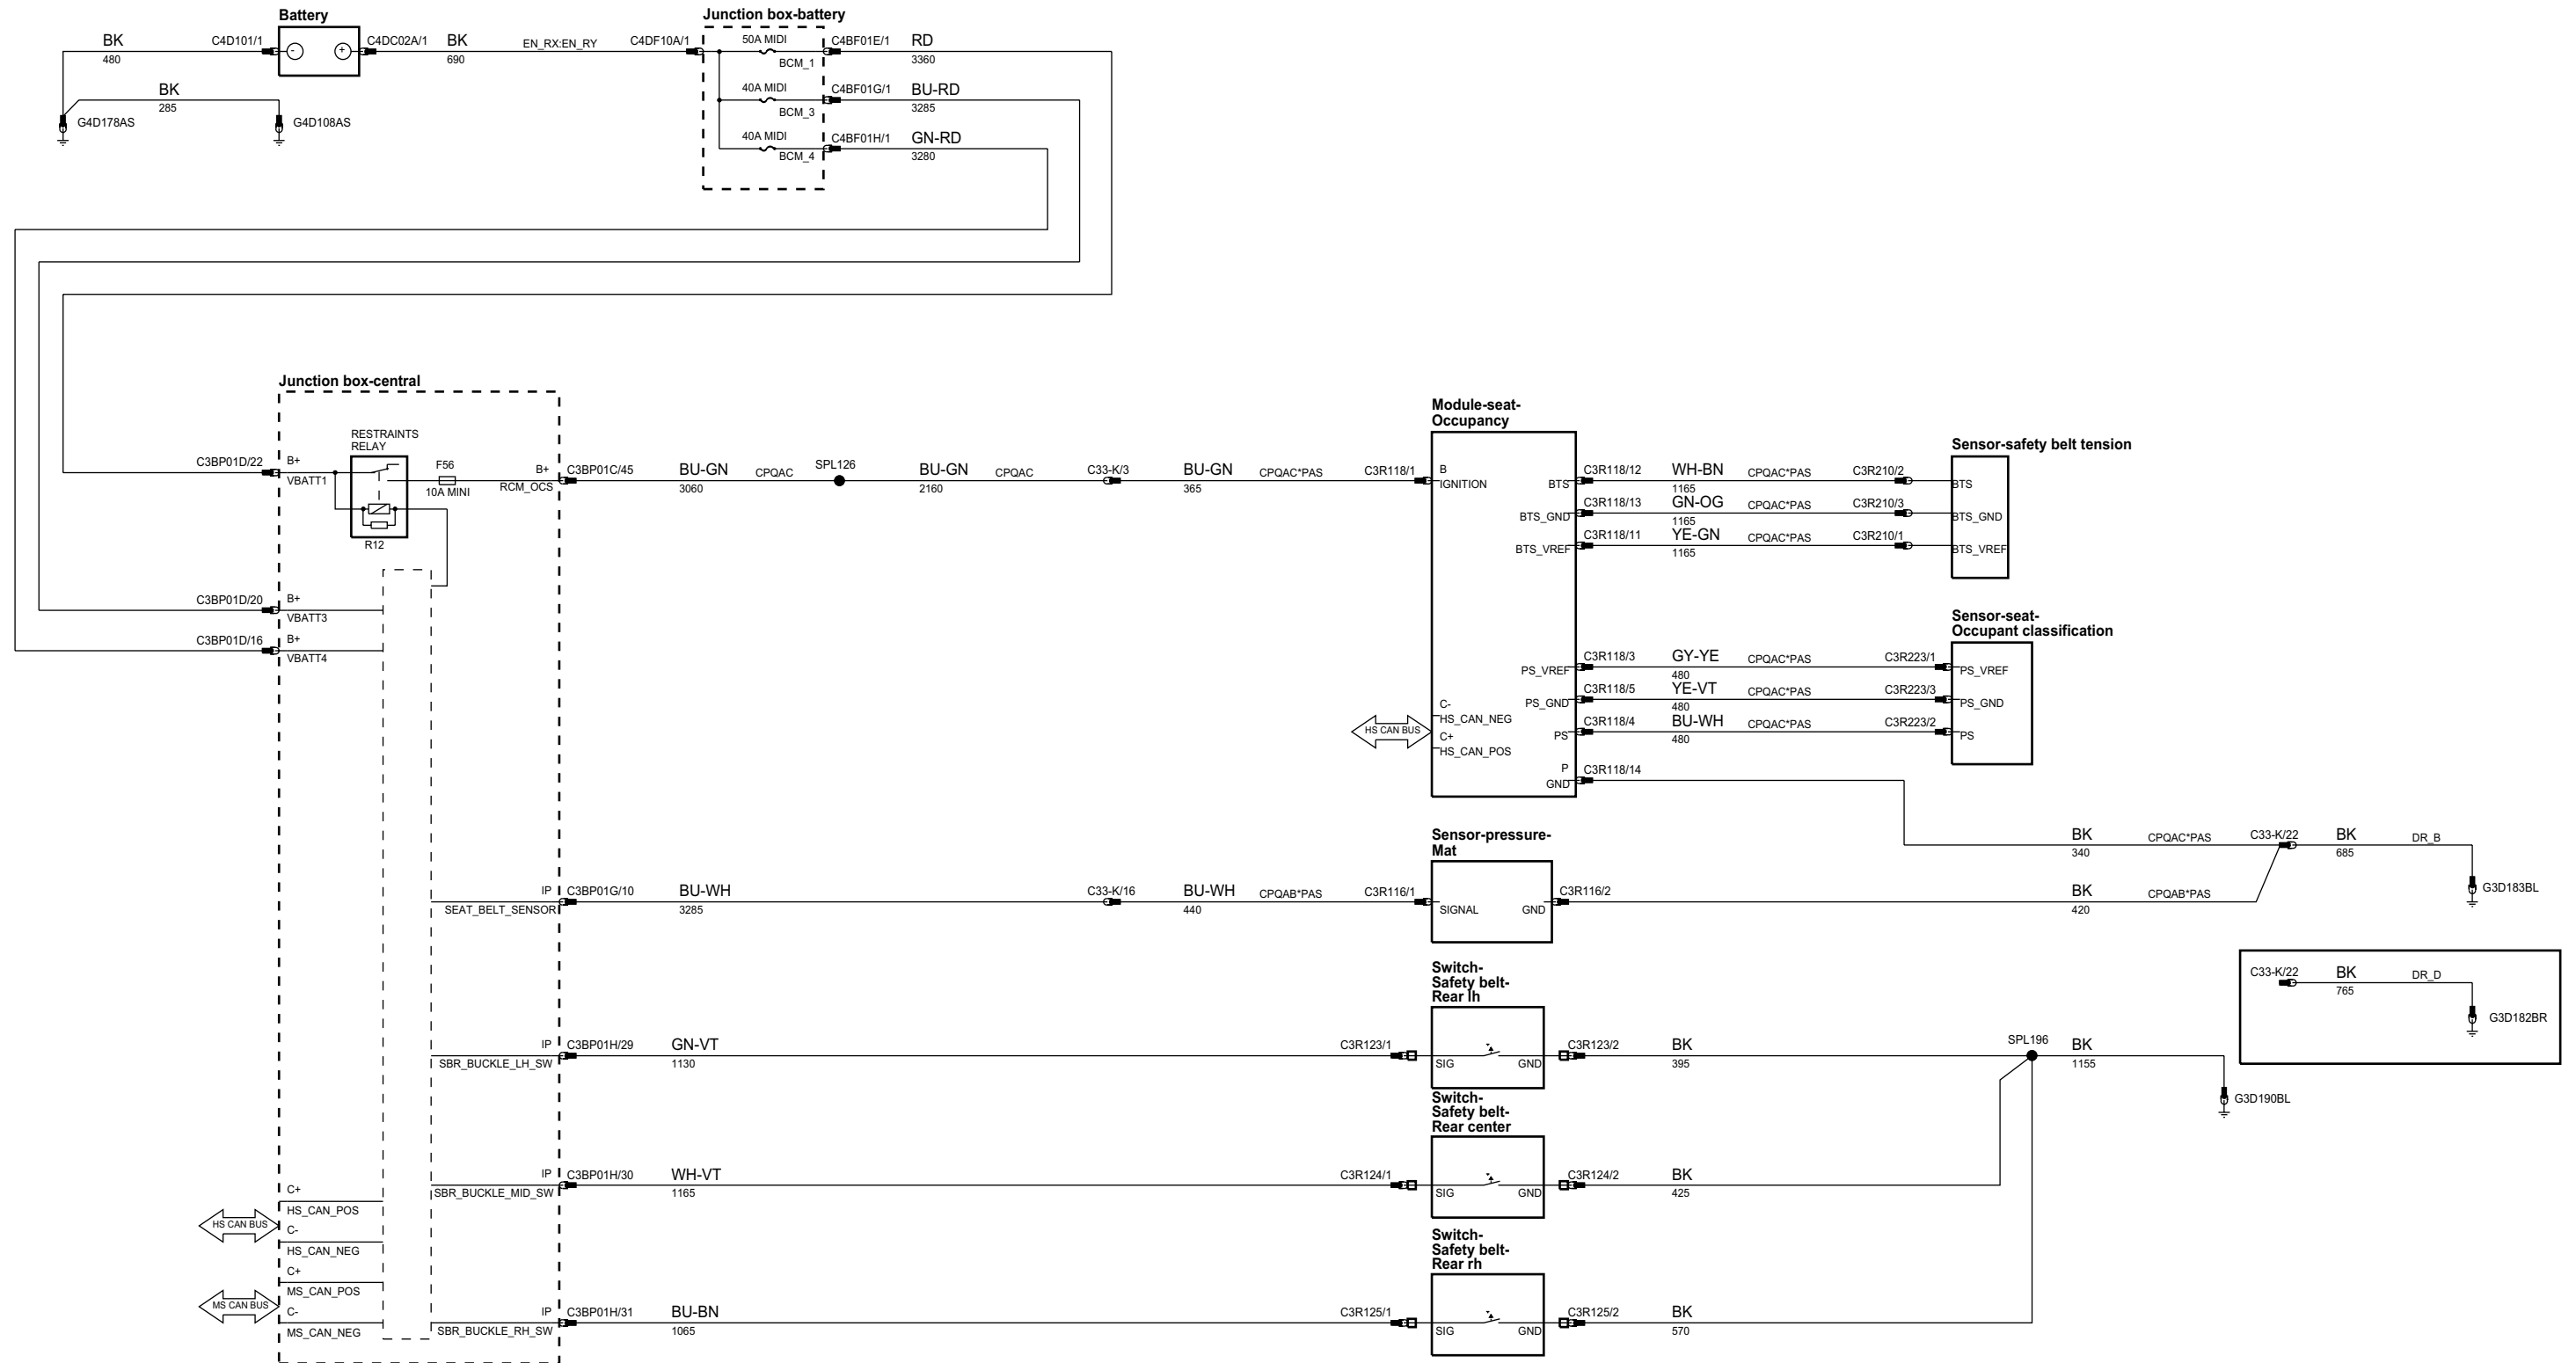 Battery
Junction box-battery
BK
480
C4D101/1
-
+
C4DC02A/1
BK
690
EN_RX:EN_RY
C4DF10A/1
50A MIDI
BCM_1
C4BF01E/1
RD
3360
BK
285
G4D178AS
G4D108AS
40A MIDI
BCM_3
C4BF01G/1
BU-RD
3285
40A MIDI
BCM_4
C4BF01H/1
GN-RD
3280
Junction box-central
RESTRAINTS
RELAY
C3BP01D/22
B+
VBATT1
F56
10A MINI
R12
B+
RCM_OCS
C3BP01C/45
BU-GN
3060
CPQAC
SPL126
BU-GN
2160
CPQAC
C33-K/3
BU-GN
365
CPQAC*PAS
C3R118/1
Module-seat-
Occupancy
B
IGNITION
BTS
C3R118/12
WH-BN
1165
CPQAC*PAS
C3R210/2
Sensor-safety belt tension
BTS
BTS_GND
C3R118/13
GN-OG
1165
CPQAC*PAS
C3R210/3
BTS_GND
BTS_VREF
C3R118/11
YE-GN
1165
CPQAC*PAS
C3R210/1
BTS_VREF
C3BP01D/20
B+
VBATT3
C3BP01D/16
B+
VBATT4
Sensor-seat-
Occupant classification
PS_VREF
C3R118/3
GY-YE
480
CPQAC*PAS
C3R223/1
PS_VREF
PS_GND
C3R118/5
YE-VT
480
CPQAC*PAS
C3R223/3
PS_GND
PS
C3R118/4
BU-WH
480
CPQAC*PAS
C3R223/2
PS
HS CAN BUS
C-
HS_CAN_NEG
C+
HS_CAN_POS
P
GND
C3R118/14
BK
340
CPQAC*PAS
C33-K/22
BK
685
DR_B
G3D183BL
Sensor-pressure-
Mat
IP
SEAT_BELT_SENSOR
C3BP01G/10
BU-WH
3285
C33-K/16
BU-WH
440
CPQAB*PAS
C3R116/1
SIGNAL
GND
C3R116/2
BK
420
CPQAB*PAS
C33-K/22
BK
765
DR_D
G3D182BR
Switch-
Safety belt-
Rear lh
IP
SBR_BUCKLE_LH_SW
C3BP01H/29
GN-VT
1130
C3R123/1
SIG
GND
C3R123/2
BK
395
SPL196
BK
1155
G3D190BL
Switch-
Safety belt-
Rear center
IP
SBR_BUCKLE_MID_SW
C3BP01H/30
WH-VT
1165
C3R124/1
SIG
GND
C3R124/2
BK
425
HS CAN BUS
C+
HS_CAN_POS
C-
HS_CAN_NEG
MS CAN BUS
C+
MS_CAN_POS
C-
MS_CAN_NEG
Switch-
Safety belt-
Rear rh
IP
SBR_BUCKLE_RH_SW
C3BP01H/31
BU-BN
1065
C3R125/1
SIG
GND
C3R125/2
BK
570